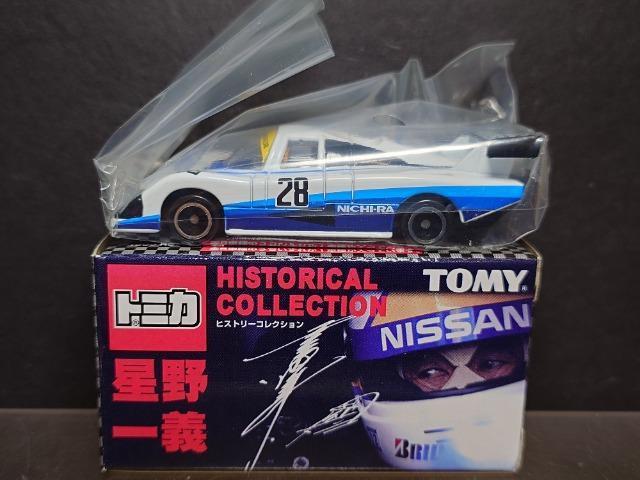 28
NICHI-RA
トミカ
HISTORICAL
COLLECTION
ヒストリーコレクション
TOMY
NISSAN
星野
一義
BRID